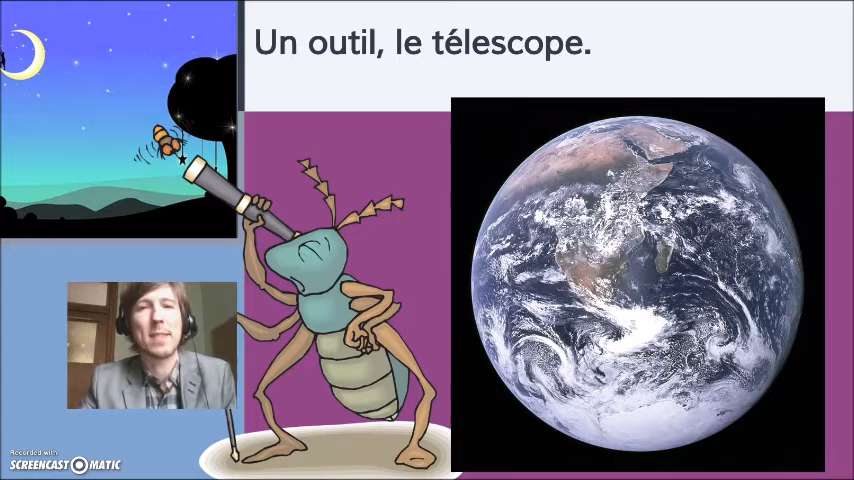 Un outil, le télescope.
Recorded with
SCREENCAST-O-MATIC